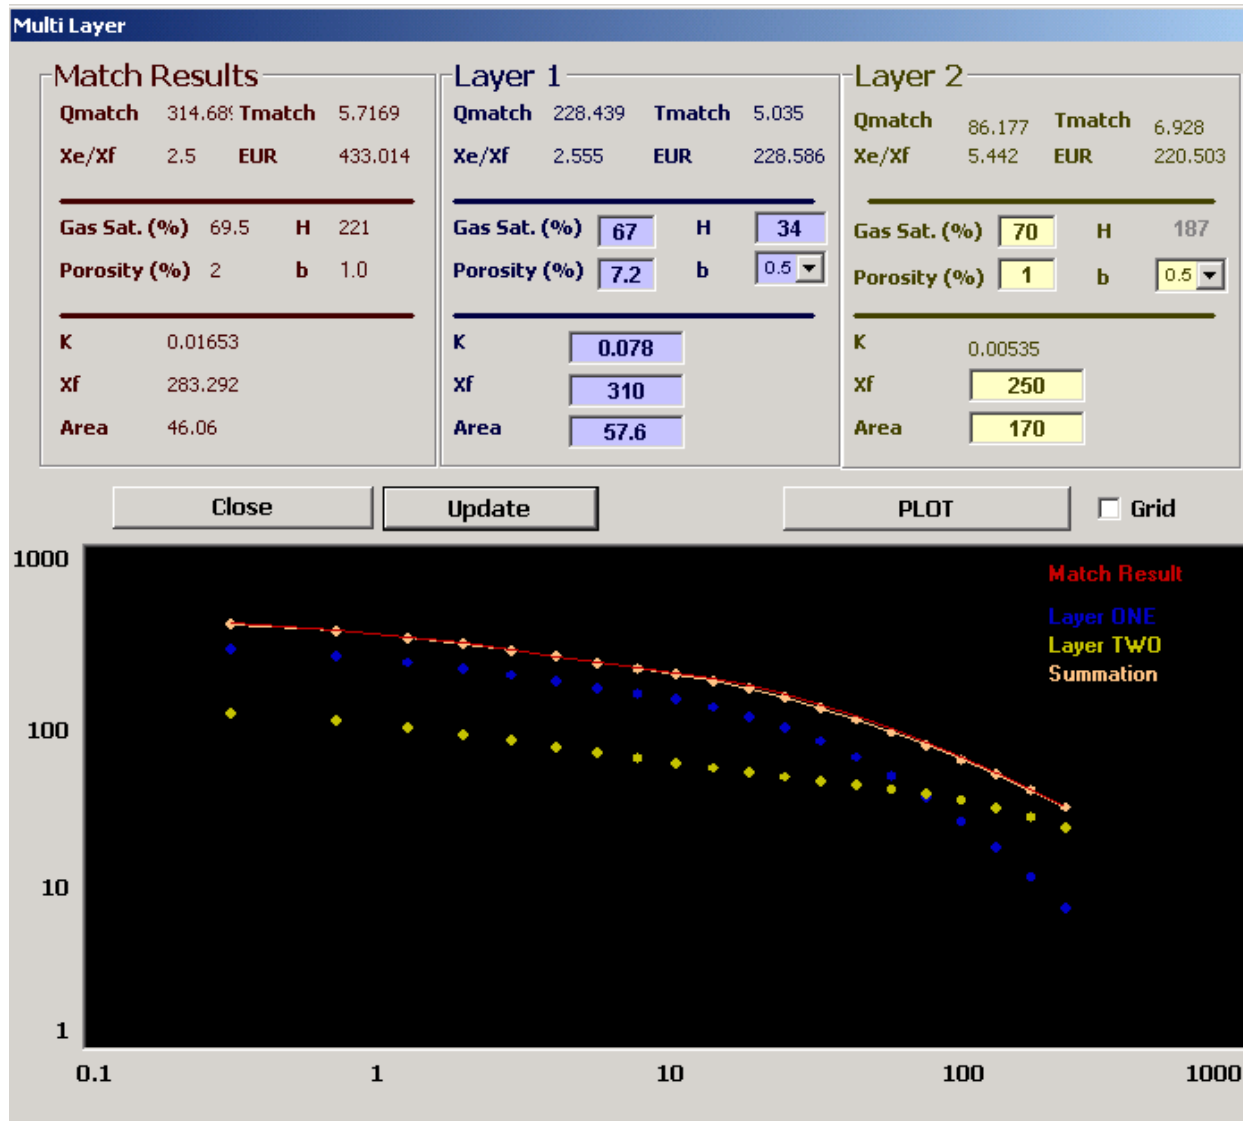 Multi Layer
Match Results
Qmatch 314.689 Tmatch 5.7169
Xe/Xf 2.5 EUR 433.014
Gas Sat. (%) 69.5 H 221
Porosity (%) 2 b 1.0
K 0.01653
Xf 283.292
Area 46.06
Layer 1
Qmatch 228.439 Tmatch 5.035
Xe/Xf 2.555 EUR 228.586
Gas Sat. (%) 67 H 34
Porosity (%) 7.2 b 0.5
K 0.078
Xf 310
Area 57.6
Layer 2
Qmatch 86.177 Tmatch 6.928
Xe/Xf 5.442 EUR 220.503
Gas Sat. (%) 70 H 187
Porosity (%) 1 b 0.5
K 0.00535
Xf 250
Area 170
Close Update PLOT Grid
1000
100
10
1
Match Result
Layer ONE
Layer TWO
Summation
0.1 1 10 100 1000